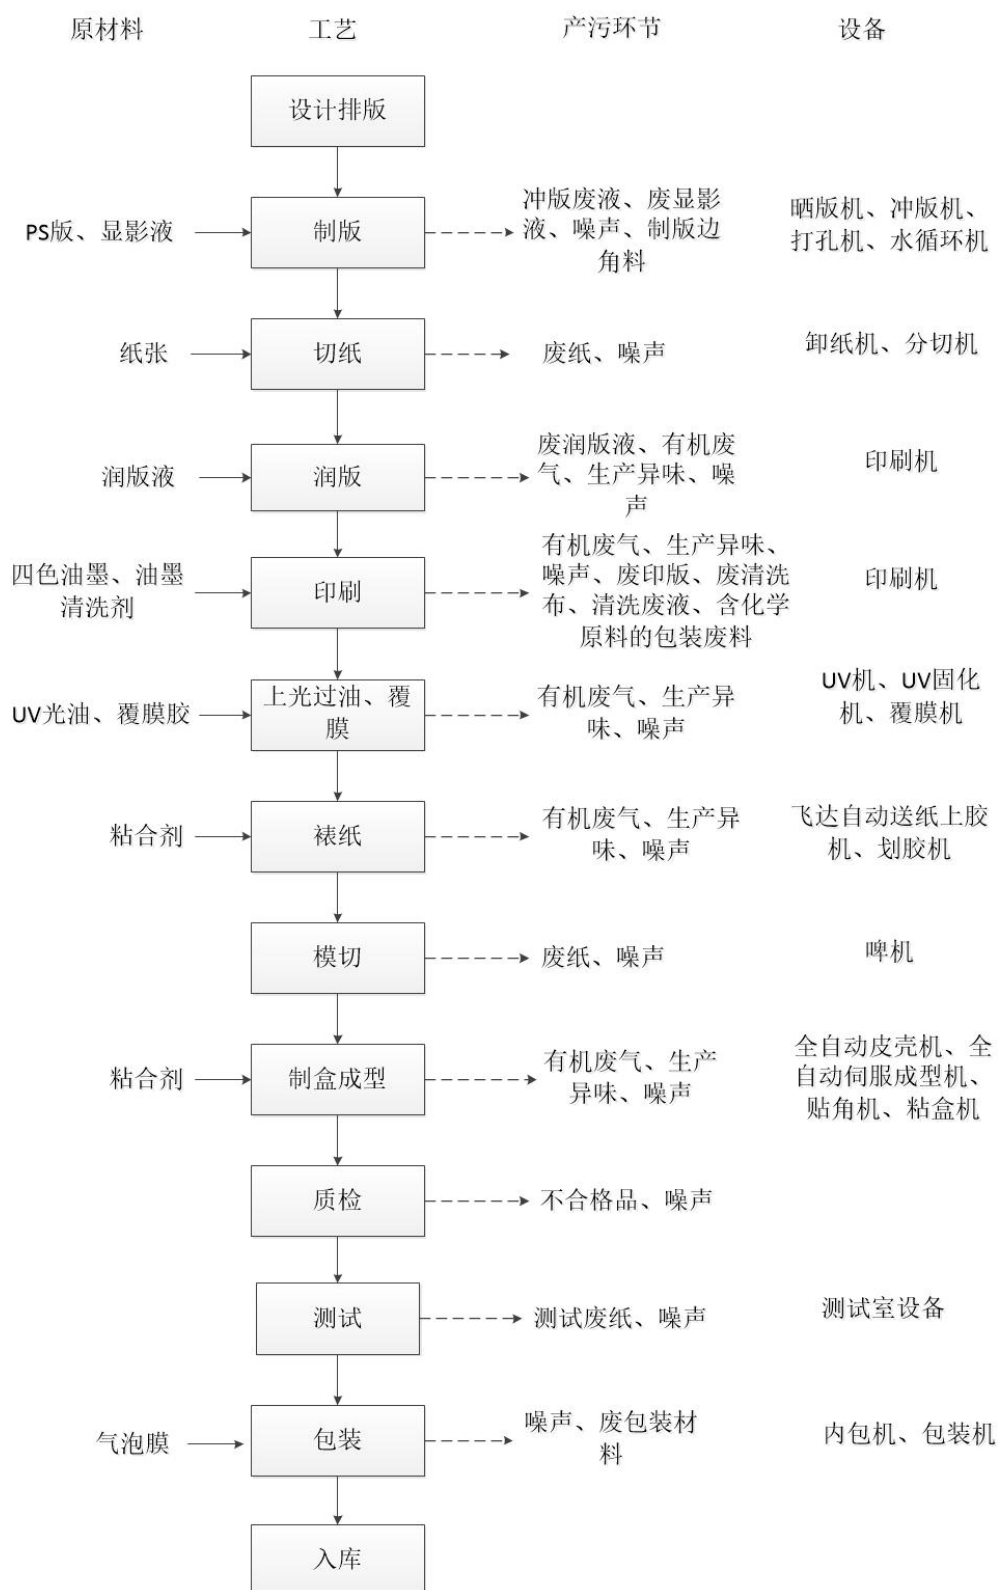 原材料 工艺 产污环节 设备
设计排版
PS版、显影液
制版
冲版废液、废显影
液、噪声、制版边
角料
晒版机、冲版机、
打孔机、水循环机
纸张
切纸
废纸、噪声
卸纸机、分切机
润版液
润版
废润版液、有机废
气、生产异味、噪
声
印刷机
四色油墨、油墨
清洗剂
印刷
有机废气、生产异味、
噪声、废印版、废清洗
布、清洗废液、含化学
原料的包装废料
印刷机
UV光油、覆膜胶
上光过油、覆
膜
有机废气、生产异
味、噪声
UV机、UV固化
机、覆膜机
粘合剂
裱纸
有机废气、生产异
味、噪声
飞达自动送纸上胶
机、划胶机
模切
废纸、噪声
啤机
粘合剂
制盒成型
有机废气、生产
异味、噪声
全自动皮壳机、全
自动伺服成型机、
贴角机、粘盒机
质检
不合格品、噪声
测试
测试废纸、噪声
测试室设备
气泡膜
包装
噪声、废包装材
料
内包机、包装机
入库